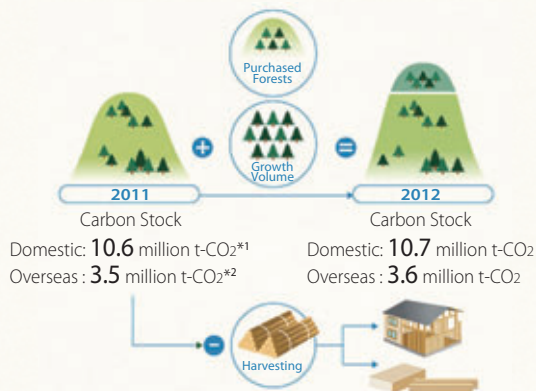 Purchased
Forests
+
Growth
Volume
=
2011
2012
Carbon Stock
Domestic: 10.6 million t-CO2*1
Overseas : 3.5 million t-CO2*2
Carbon Stock
Domestic: 10.7 million t-CO2
Overseas : 3.6 million t-CO2
-
Harvesting